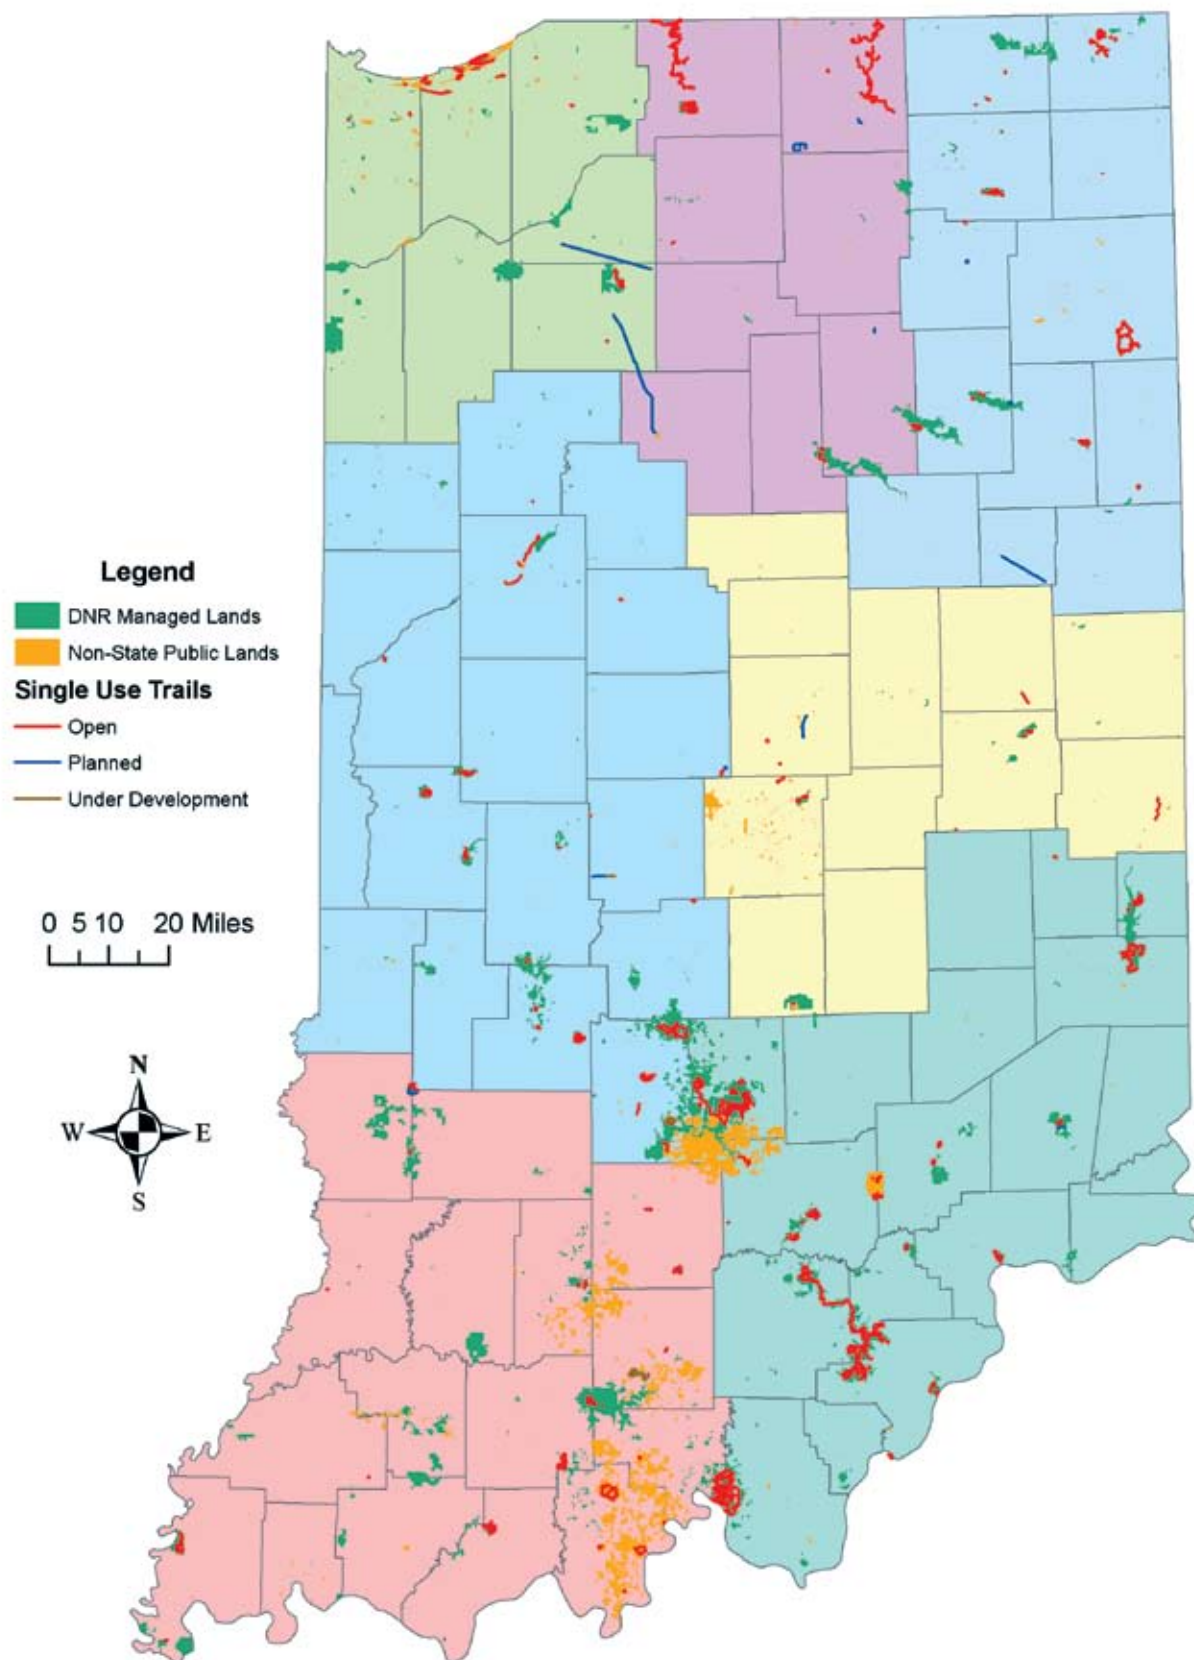 Legend
DNR Managed Lands
Non-State Public Lands
Single Use Trails
Open
Planned
Under Development
0 5 10 20 Miles
N
W E
S